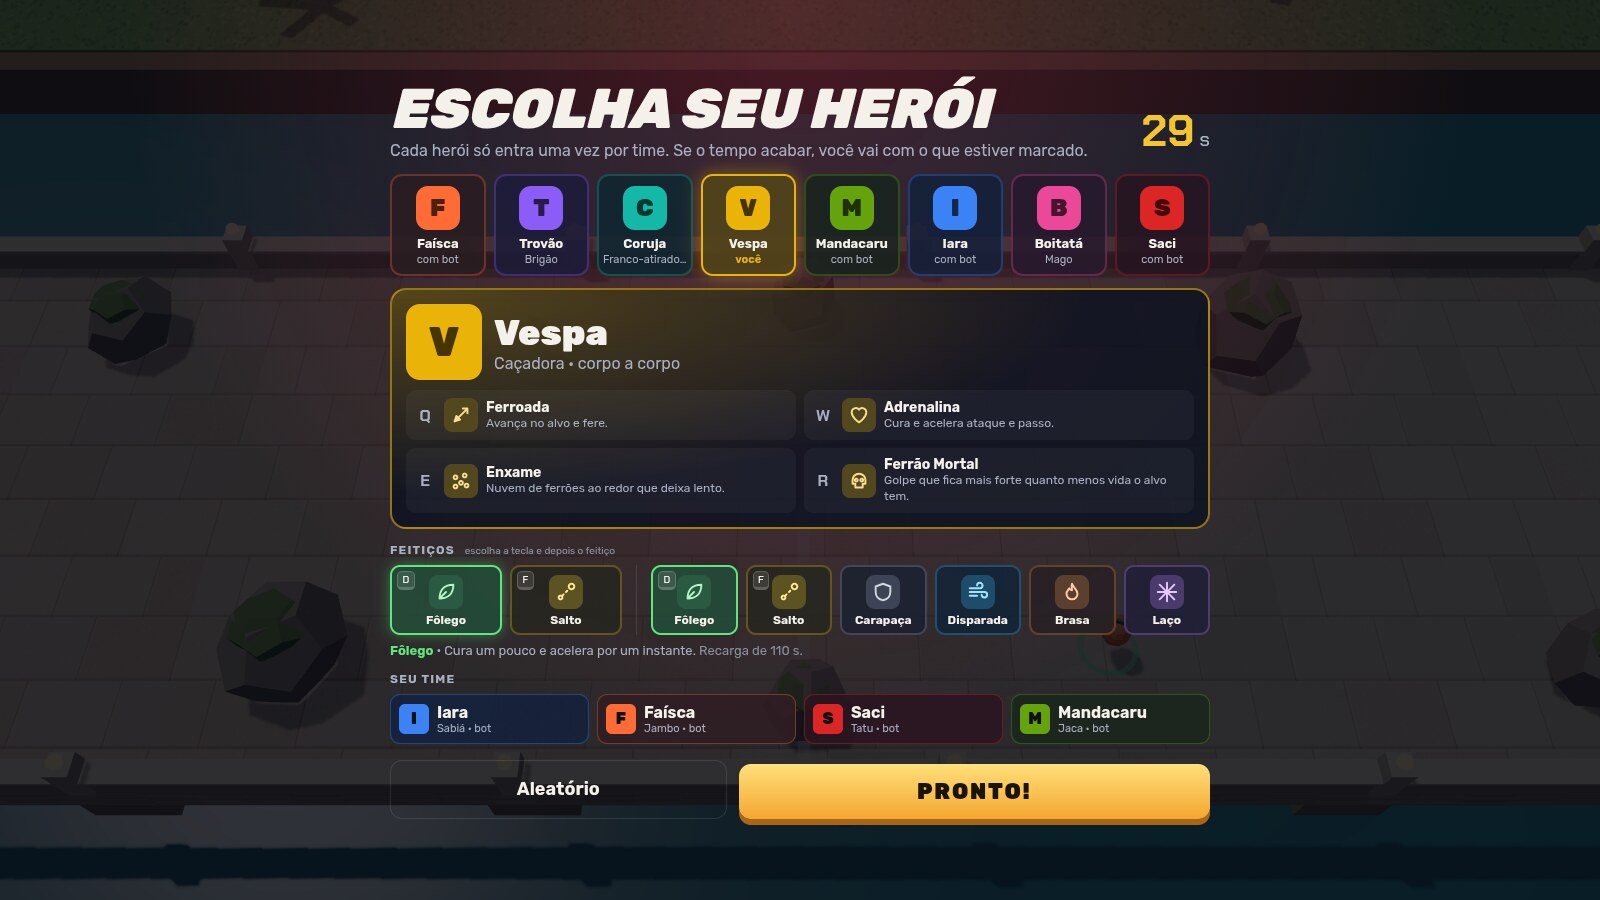 ESCOLHA SEU HERÓI
29 s
Cada herói só entra uma vez por time. Se o tempo acabar, você vai com o que estiver marcado.
F
Faísca
com bot
T
Trovão
Brigão
C
Coruja
Franco-atirado...
V
Vespa
você
M
Mandacaru
com bot
I
Iara
com bot
B
Boitatá
Mago
S
Saci
com bot
V
Vespa
Caçadora • corpo a corpo
Q
Ferroada
Avança no alvo e fere.
W
Adrenalina
Cura e acelera ataque e passo.
E
Enxame
Nuvem de ferrões ao redor que deixa lento.
R
Ferrão Mortal
Golpe que fica mais forte quanto menos vida o alvo
tem.
FEITIÇOS escolha a tecla e depois o feitiço
D
Fôlego
F
Salto
D
Fôlego
F
Salto
Carapaça
Disparada
Brasa
Laço
Fôlego • Cura um pouco e acelera por um instante. Recarga de 110 s.
SEU TIME
I
Iara
Sabiá • bot
F
Faísca
Jambo • bot
S
Saci
Tatu • bot
M
Mandacaru
Jaca • bot
Aleatório
PRONTO!